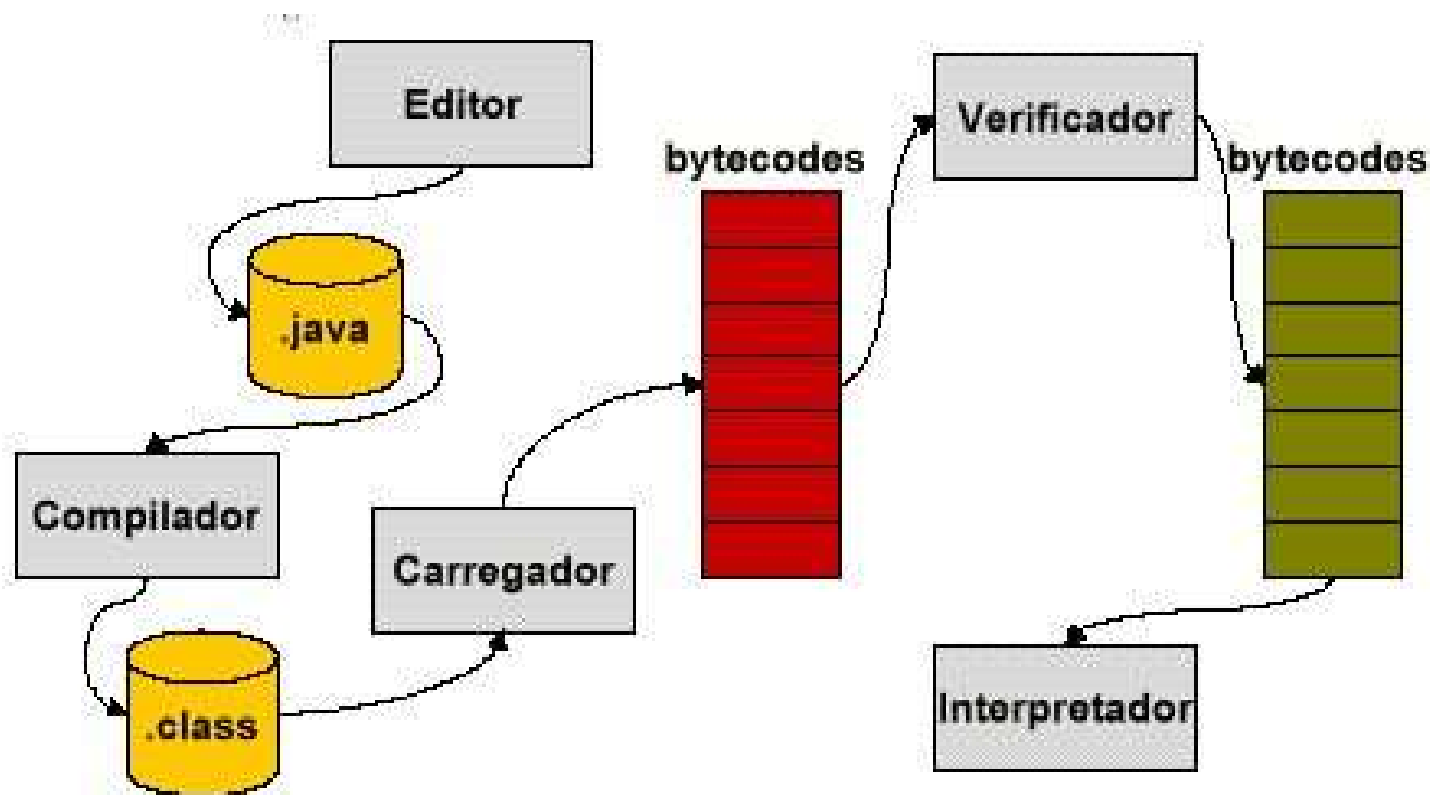 Editor
.java
Compilador
.class
Carregador
bytecodes
Verificador
bytecodes
Interpretador